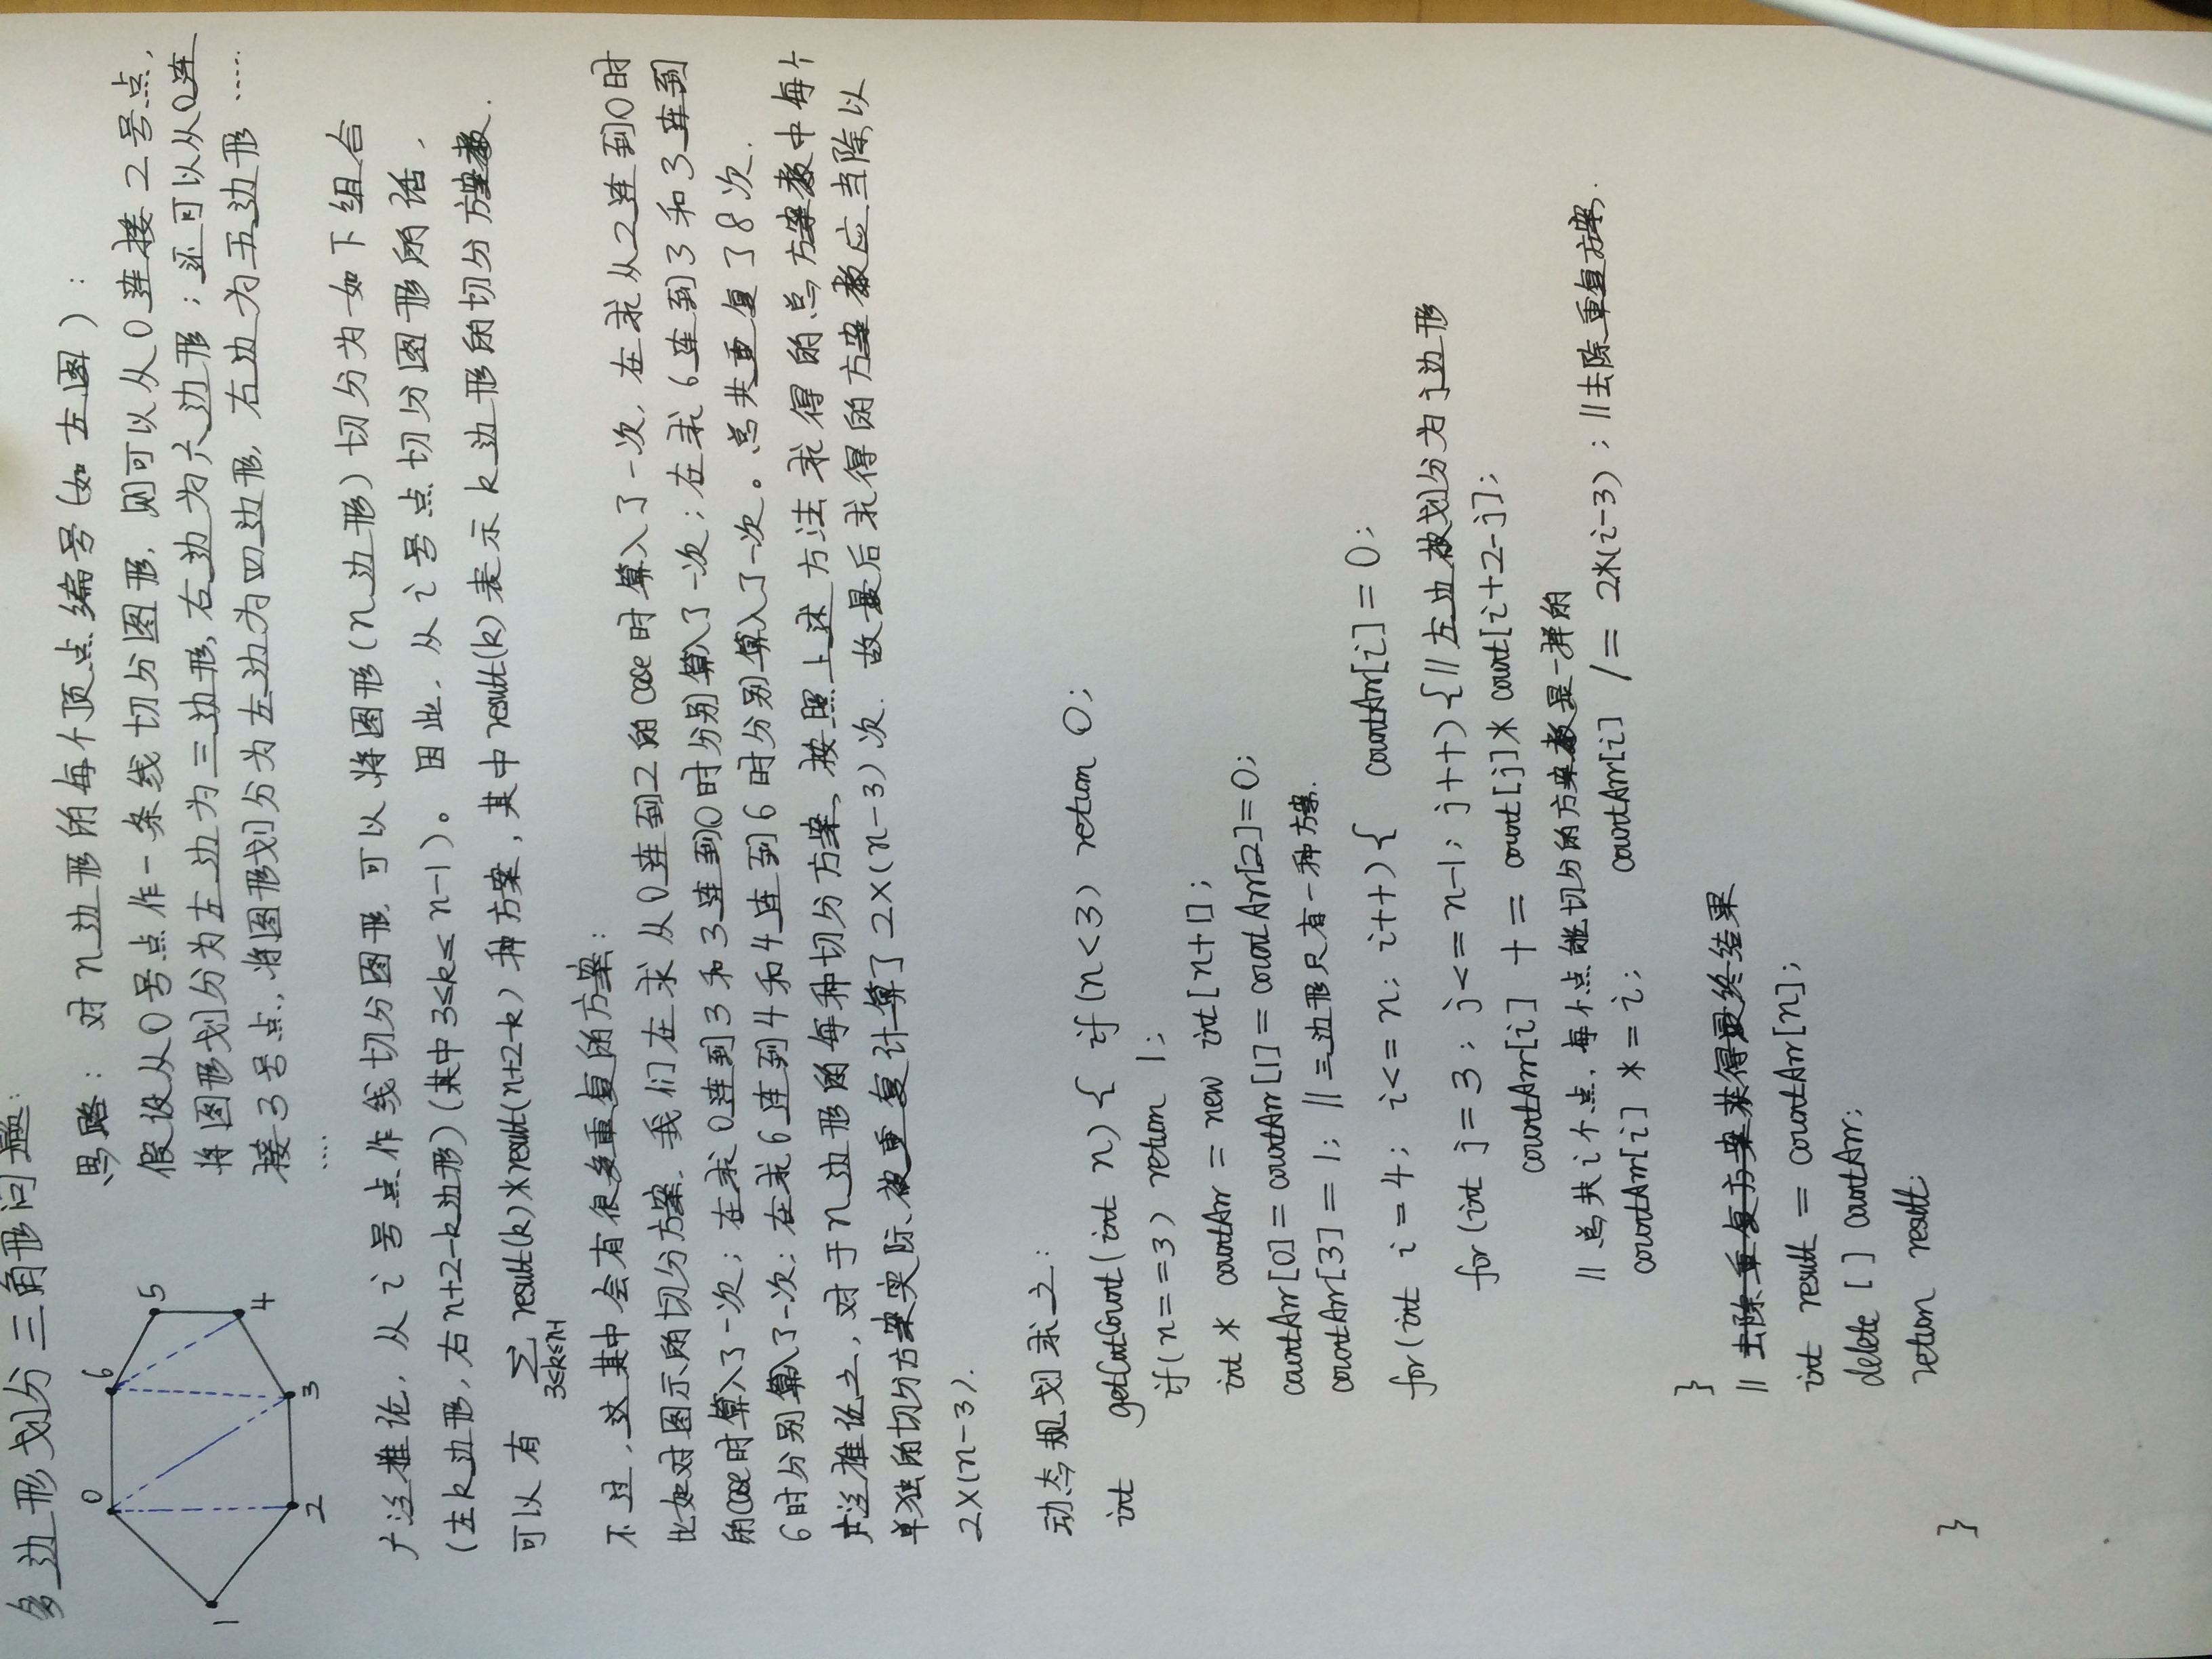 多边形划分三角形问题:
思路: 对n边形的每个顶点编号(如左图):
假设从0号点作一条线切分图形, 则可以从0连接2号点,
将图形划分为左边为三边形, 右边为六边形; 还可以从0连
接3号点, 将图形划分为左边为四边形, 右边为五边形 ......
....
0
1
2
3
4
5
6
广泛推论, 从i号点作线切分图形, 可以将图形(n边形)切分为如下组合
(左k边形, 右n+2-k边形)(其中3≤k≤n-1)。因此, 从i号点切分图形的话,
可以有 ∑ result(k)×result(n+2-k)种方案, 其中result(k)表示k边形的切分方案数.
3≤k≤n-1
不过, 这其中会有很多重复的方案:
比如对图示的切分方案, 我们在求从0连到2的case时算入了一次, 在求从2连到0时
的case时算入了一次; 在求0连到3和3连到0时分别算入了一次; 在求6连到3和3连到
6时分别算入了一次; 在求6连到4和4连到6时分别算入了一次。总共重复了8次.
广泛推论之, 对于n边形的每种切分方案, 按照上述方法求得的总方案数中每个
单独的切分方案实际被重复计算了2×(n-3)次. 故最后求得的方案数应当除以
2×(n-3).
动态规划求之:
int getCutCount(int n) { if(n<3) return 0;
if(n==3) return 1;
int * countArr = new int[n+1];
countArr[0]=countArr[1]=countArr[2]=0;
countArr[3]=1; //三边形只有一种方案.
for(int i=4; i<=n; i++) { countArr[i]=0;
for(int j=3; j<=n-1; j++) { //左边被划分为j边形
countArr[i] += count[j]*count[i+2-j];
//总共i个点, 每个点能切分的方案数是一样的
countArr[i] *= i; countArr[i] /= 2*(i-3); //去除重复方案.
}
// 去除重复方案获得最终结果
int result = countArr[n];
delete [] countArr;
return result;
}